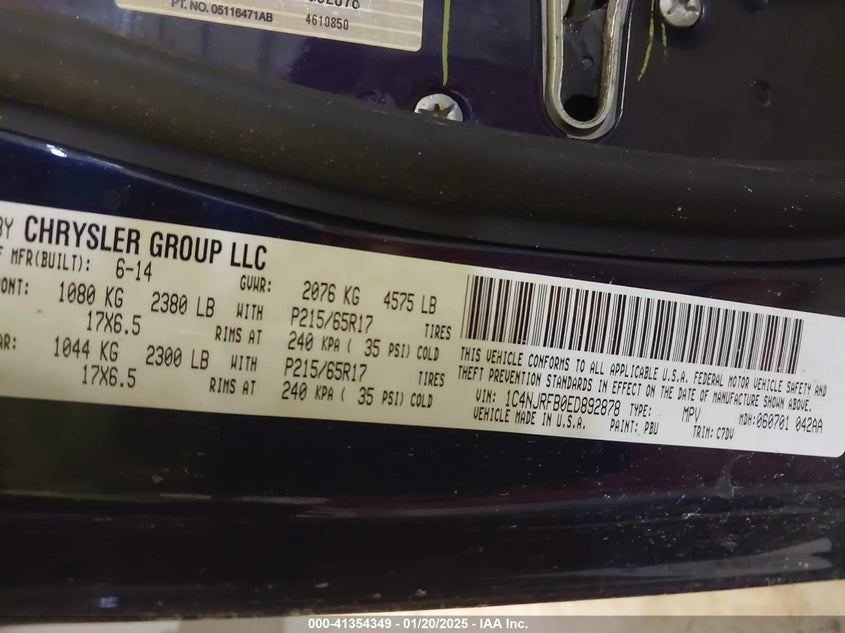 PT. NO. 05116471AB
4610850
BY CHRYSLER GROUP LLC
MFR(BUILT): 6-14 GVWR: 2076 KG 4575 LB
1080 KG 2380 LB WITH P215/65R17 TIRES
17X6.5 RIMS AT 240 KPA ( 35 PSI) COLD
1044 KG 2300 LB WITH P215/65R17 TIRES
17X6.5 RIMS AT 240 KPA ( 35 PSI) COLD
THIS VEHICLE CONFORMS TO ALL APPLICABLE U.S.A. FEDERAL MOTOR VEHICLE SAFETY AND
THEFT PREVENTION STANDARDS IN EFFECT ON THE DATE OF MANUFACTURE SHOWN ABOVE.
VIN: 1C4NJRFB0ED892878 TYPE: MPV MDH:060701 042AA
VEHICLE MADE IN U.S.A. PAINT: PBU TRIM: C7DV
000-41354349 — 01/20/2025 — IAA Inc.